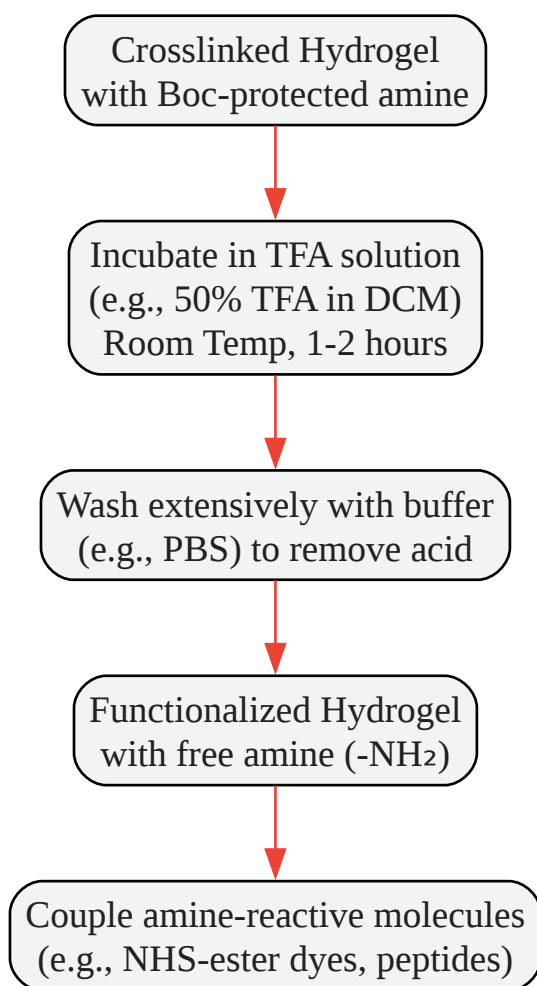 Crosslinked Hydrogel
with Boc-protected amine
Incubate in TFA solution
(e.g., 50% TFA in DCM)
Room Temp, 1-2 hours
Wash extensively with buffer
(e.g., PBS) to remove acid
Functionalized Hydrogel
with free amine (-NH₂)
Couple amine-reactive molecules
(e.g., NHS-ester dyes, peptides)